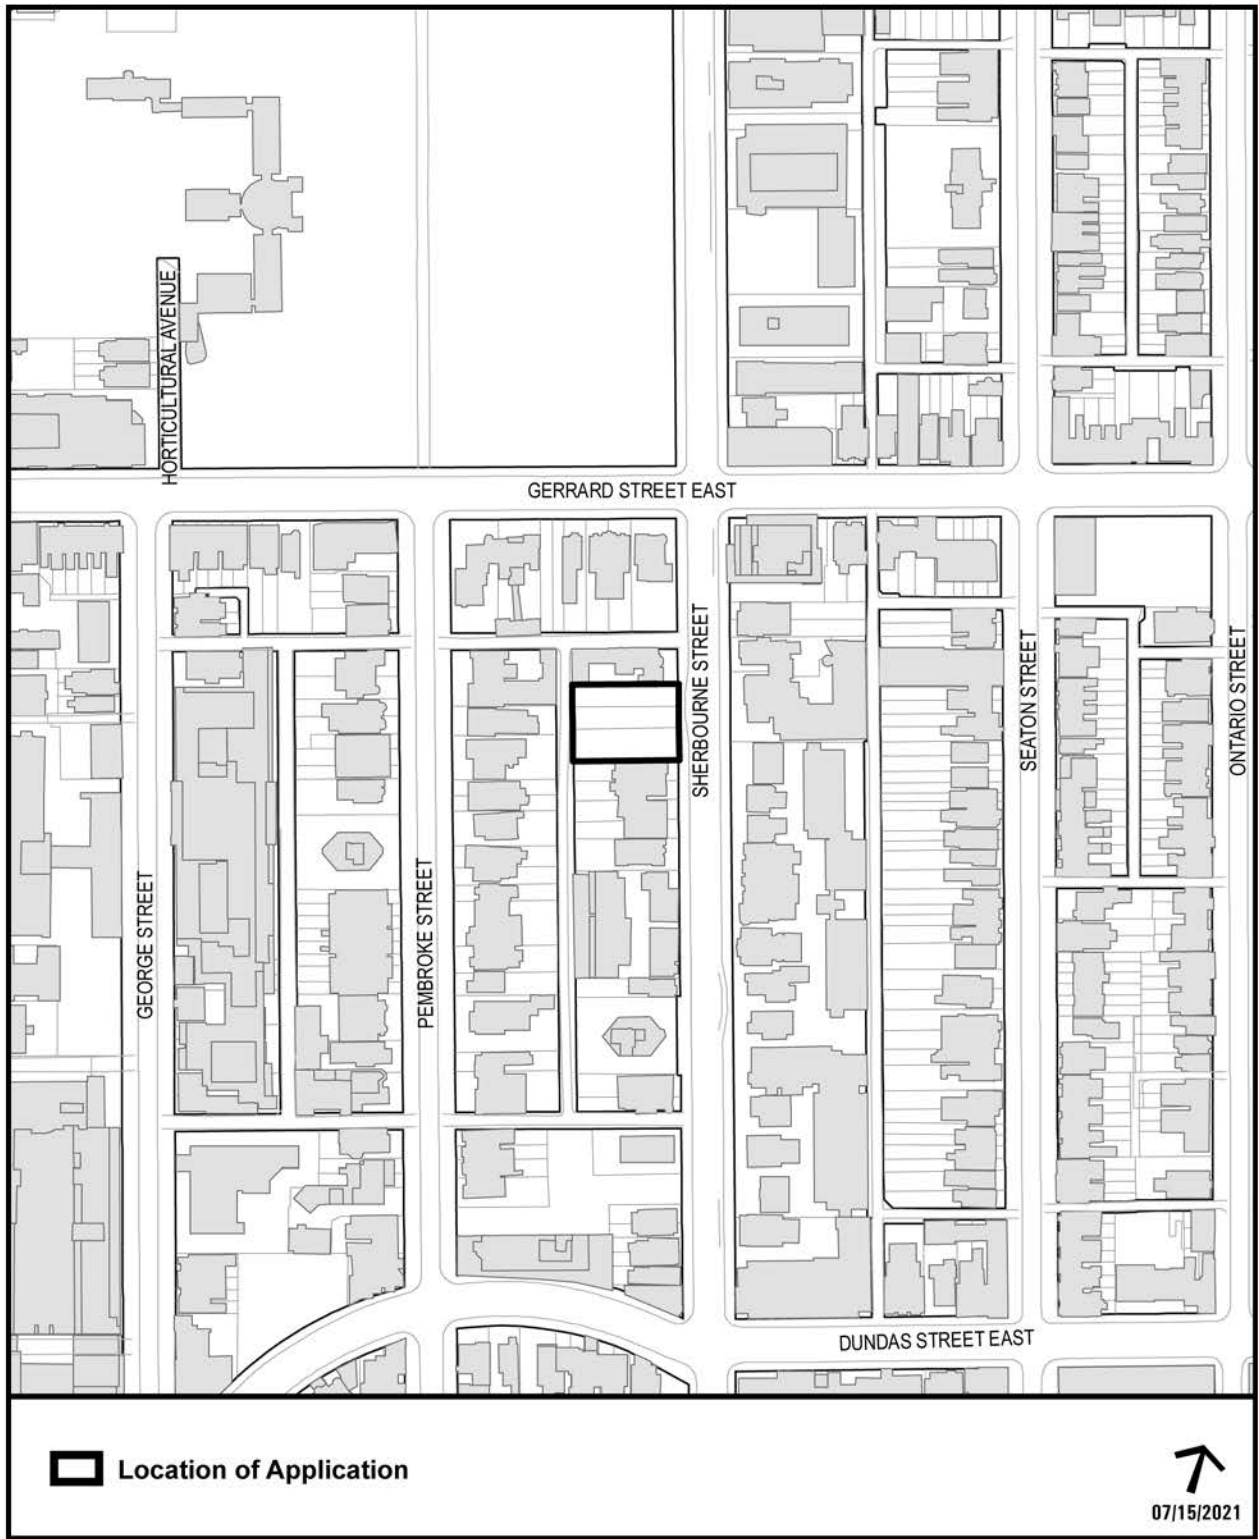 HORTICULTURAL AVENUE
GERRARD STREET EAST
SHERBOURNE STREET
SEATON STREET
ONTARIO STREET
GEORGE STREET
PEMBROKE STREET
DUNDAS STREET EAST
Location of Application
07/15/2021